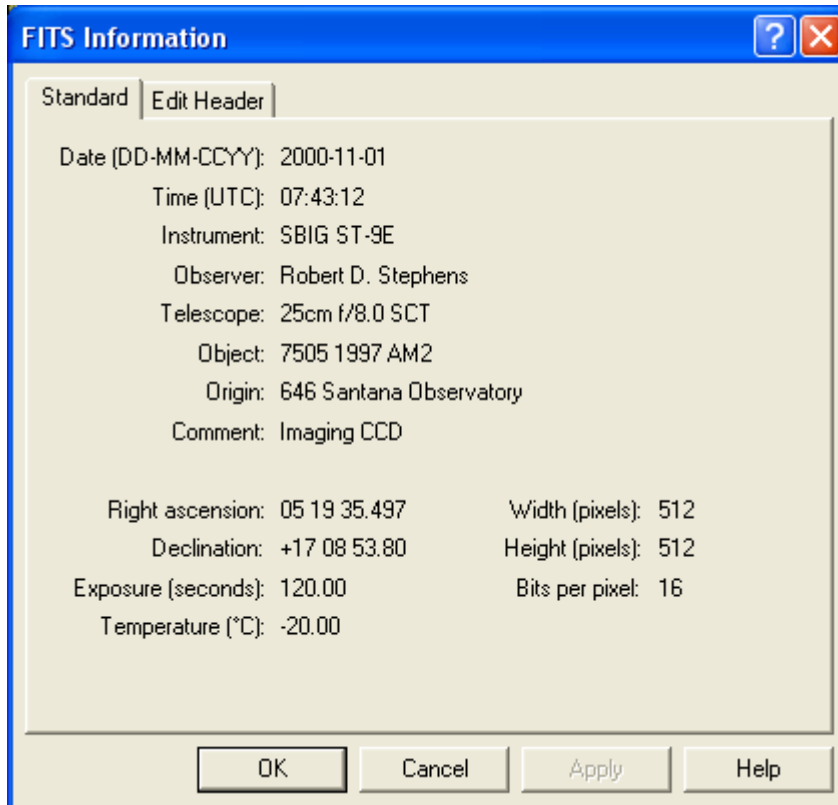 FITS Information
Standard Edit Header
Date (DD-MM-CCYY): 2000-11-01
Time (UTC): 07:43:12
Instrument: SBIG ST-9E
Observer: Robert D. Stephens
Telescope: 25cm f/8.0 SCT
Object: 7505 1997 AM2
Origin: 646 Santana Observatory
Comment: Imaging CCD
Right ascension: 05 19 35.497 Width (pixels): 512
Declination: +17 08 53.80 Height (pixels): 512
Exposure (seconds): 120.00 Bits per pixel: 16
Temperature (°C): -20.00
OK Cancel Apply Help